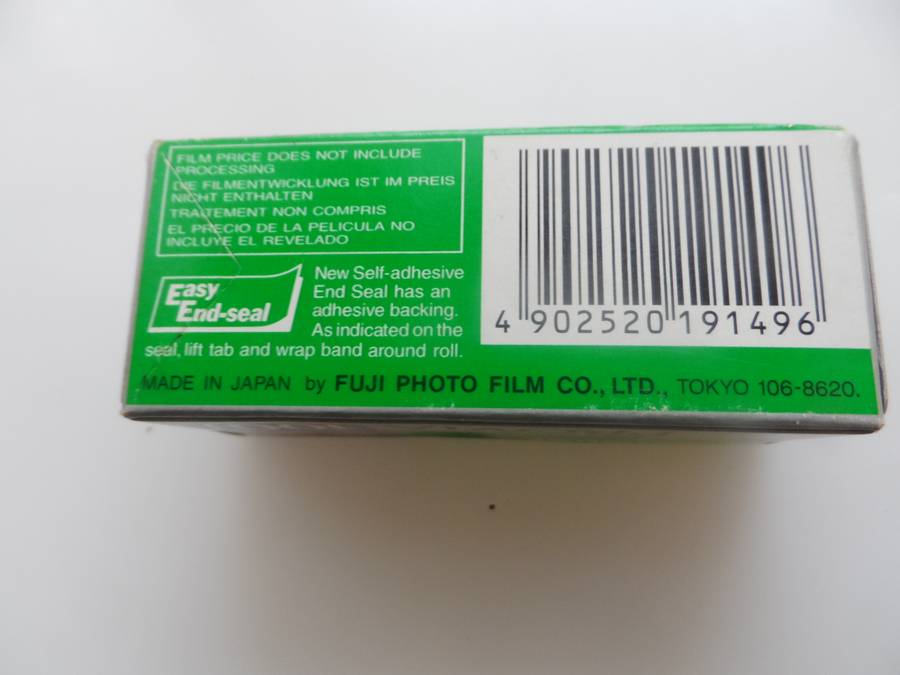 FILM PRICE DOES NOT INCLUDE
PROCESSING
DIE FILMENTWICKLUNG IST IM PREIS
NICHT ENTHALTEN
TRAITEMENT NON COMPRIS
EL PRECIO DE LA PELICULA NO
INCLUYE EL REVELADO
Easy
End-seal
New Self-adhesive
End Seal has an
adhesive backing.
As indicated on the
seal, lift tab and wrap band around roll.
4 902520 191496
MADE IN JAPAN by FUJI PHOTO FILM CO., LTD., TOKYO 106-8620.